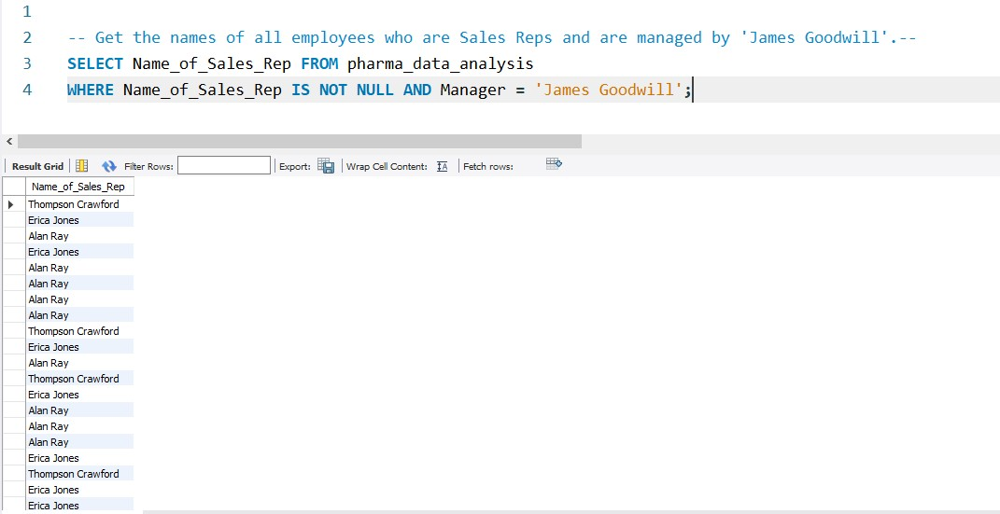 1
2 -- Get the names of all employees who are Sales Reps and are managed by 'James Goodwill'.--
3 SELECT Name_of_Sales_Rep FROM pharma_data_analysis
4 WHERE Name_of_Sales_Rep IS NOT NULL AND Manager = 'James Goodwill';
Result Grid Filter Rows: Export: Wrap Cell Content: Fetch rows:
Name_of_Sales_Rep
Thompson Crawford
Erica Jones
Alan Ray
Erica Jones
Alan Ray
Alan Ray
Alan Ray
Alan Ray
Thompson Crawford
Erica Jones
Alan Ray
Thompson Crawford
Erica Jones
Alan Ray
Alan Ray
Alan Ray
Erica Jones
Thompson Crawford
Erica Jones
Erica Jones